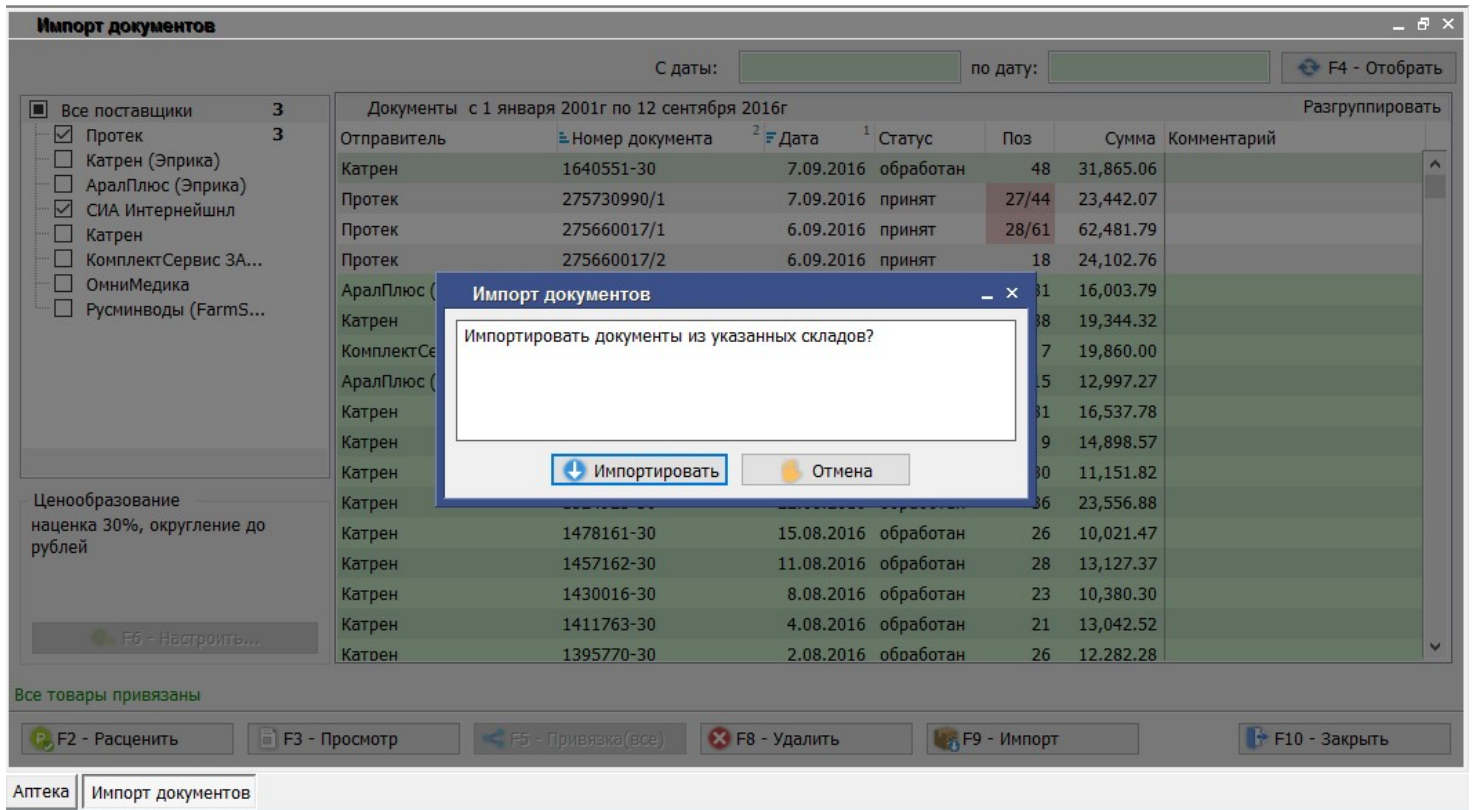 Импорт документов
С даты: по дату: F4 - Отобрать
Все поставщики 3
Протек 3
Катрен (Эприка)
АралПлюс (Эприка)
СИА Интернейшнл
Катрен
КомплектСервис ЗА...
ОмниМедика
Русминводы (FarmS...
Ценообразование
наценка 30%, округление до
рублей
F6 - Настроить...
Документы с 1 января 2001г по 12 сентября 2016г Разгруппировать
Отправитель Номер документа 2 Дата 1 Статус Поз Сумма Комментарий
Катрен 1640551-30 7.09.2016 обработан 48 31,865.06
Протек 275730990/1 7.09.2016 принят 27/44 23,442.07
Протек 275660017/1 6.09.2016 принят 28/61 62,481.79
Протек 275660017/2 6.09.2016 принят 18 24,102.76
АралПлюс ( 16,003.79
Катрен 19,344.32
КомплектСе 7 19,860.00
АралПлюс ( 12,997.27
Катрен 16,537.78
Катрен 9 14,898.57
Катрен 11,151.82
Катрен 23,556.88
Катрен 1478161-30 15.08.2016 обработан 26 10,021.47
Катрен 1457162-30 11.08.2016 обработан 28 13,127.37
Катрен 1430016-30 8.08.2016 обработан 23 10,380.30
Катрен 1411763-30 4.08.2016 обработан 21 13,042.52
Катрен 1395770-30 2.08.2016 обработан 26 12,282.28
Импорт документов
Импортировать документы из указанных складов?
Импортировать Отмена
Все товары привязаны
F2 - Расценить F3 - Просмотр F5 - Привязка(все) F8 - Удалить F9 - Импорт F10 - Закрыть
Аптека Импорт документов